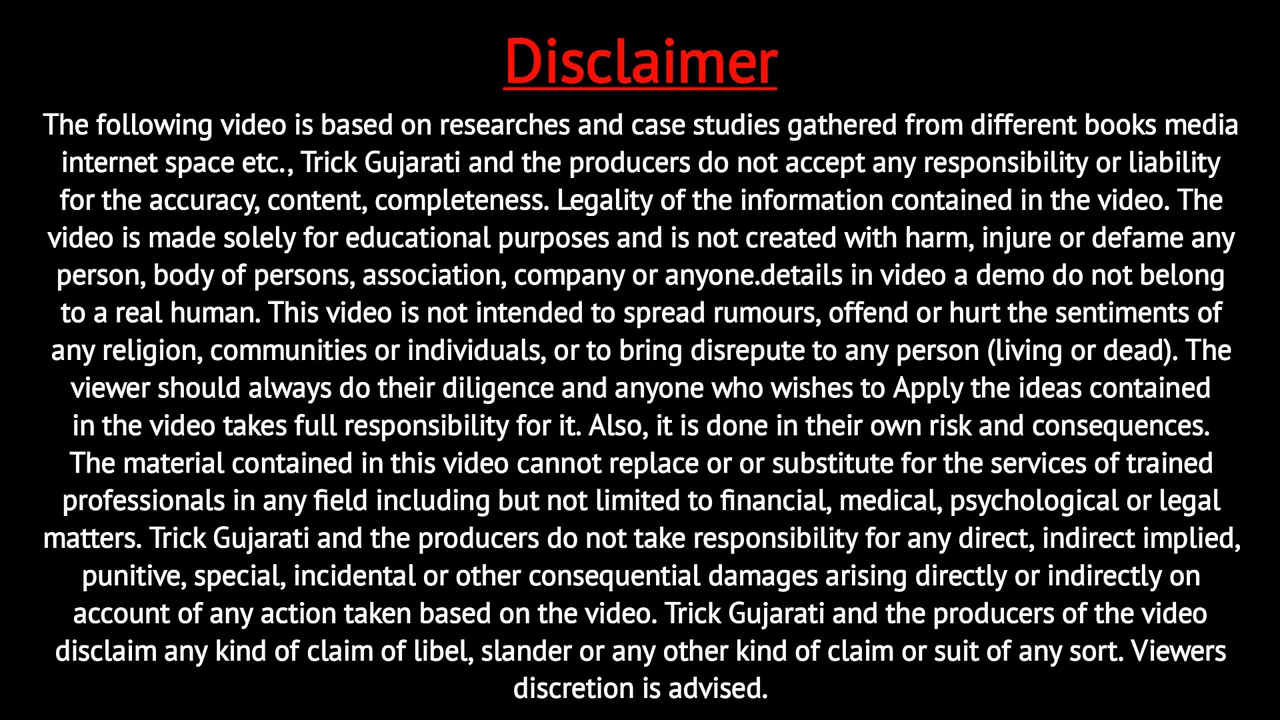 Disclaimer
The following video is based on researches and case studies gathered from different books media
internet space etc., Trick Gujarati and the producers do not accept any responsibility or liability
for the accuracy, content, completeness. Legality of the information contained in the video. The
video is made solely for educational purposes and is not created with harm, injure or defame any
person, body of persons, association, company or anyone.details in video a demo do not belong
to a real human. This video is not intended to spread rumours, offend or hurt the sentiments of
any religion, communities or individuals, or to bring disrepute to any person (living or dead). The
viewer should always do their diligence and anyone who wishes to Apply the ideas contained
in the video takes full responsibility for it. Also, it is done in their own risk and consequences.
The material contained in this video cannot replace or or substitute for the services of trained
professionals in any field including but not limited to financial, medical, psychological or legal
matters. Trick Gujarati and the producers do not take responsibility for any direct, indirect implied,
punitive, special, incidental or other consequential damages arising directly or indirectly on
account of any action taken based on the video. Trick Gujarati and the producers of the video
disclaim any kind of claim of libel, slander or any other kind of claim or suit of any sort. Viewers
discretion is advised.